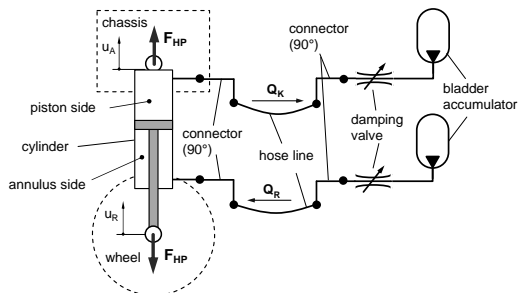 chassis
u_A
F_HP
connector
(90°)
piston side
Q_K
bladder
accumulator
connector
(90°)
damping
valve
cylinder
hose line
annulus side
Q_R
u_R
wheel
F_HP